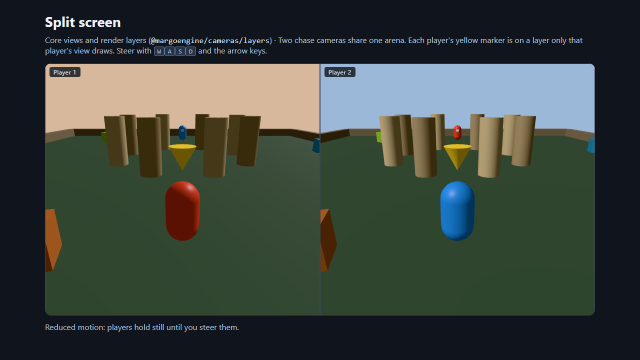 Split screen
Core views and render layers (@margoengine/cameras/layers) - Two chase cameras share one arena. Each player's yellow marker is on a layer only that
player's view draws. Steer with W A S D and the arrow keys.
Player 1
Player 2
Reduced motion: players hold still until you steer them.